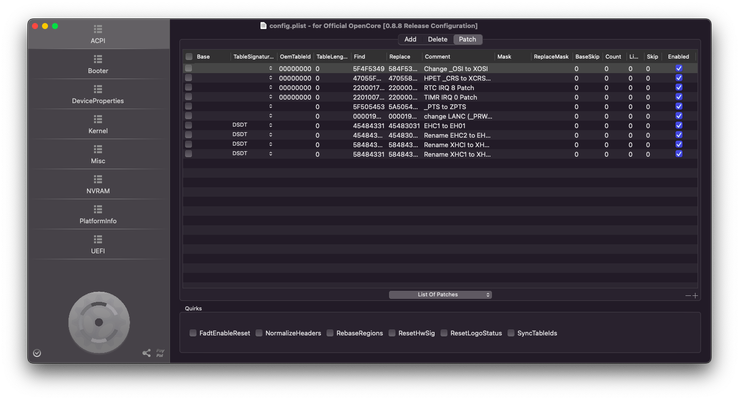 config.plist - for Official OpenCore [0.8.8 Release Configuration]
ACPI
Booter
DeviceProperties
Kernel
Misc
NVRAM
PlatformInfo
UEFI
Add Delete Patch
Base TableSignatur... OemTableId TableLeng... Find Replace Comment Mask ReplaceMask BaseSkip Count Li... Skip Enabled
00000000 0 5F4F5349 584F53... Change _OSI to XOSI 0 0 0 0
00000000 0 47055F... 470558... HPET _CRS to XCRS... 0 0 0 0
00000000 0 2200017... 220000... RTC IRQ 8 Patch 0 0 0 0
00000000 0 2201007... 220000... TIMR IRQ 0 Patch 0 0 0 0
0 5F505453 5A5054... _PTS to ZPTS 0 0 0 0
0 000019... 000019... change LANC (_PRW... 0 0 0 0
DSDT 0 45484331 45483031 EHC1 to EH01 0 0 0 0
DSDT 0 454843... 454830... Rename EHC2 to EH... 0 0 0 0
DSDT 0 584843... 584843... Rename XHCI to XH... 0 0 0 0
DSDT 0 58484331 584843... Rename XHC1 to XH... 0 0 0 0
List Of Patches
Quirks
FadtEnableReset NormalizeHeaders RebaseRegions ResetHwSig ResetLogoStatus SyncTableIds